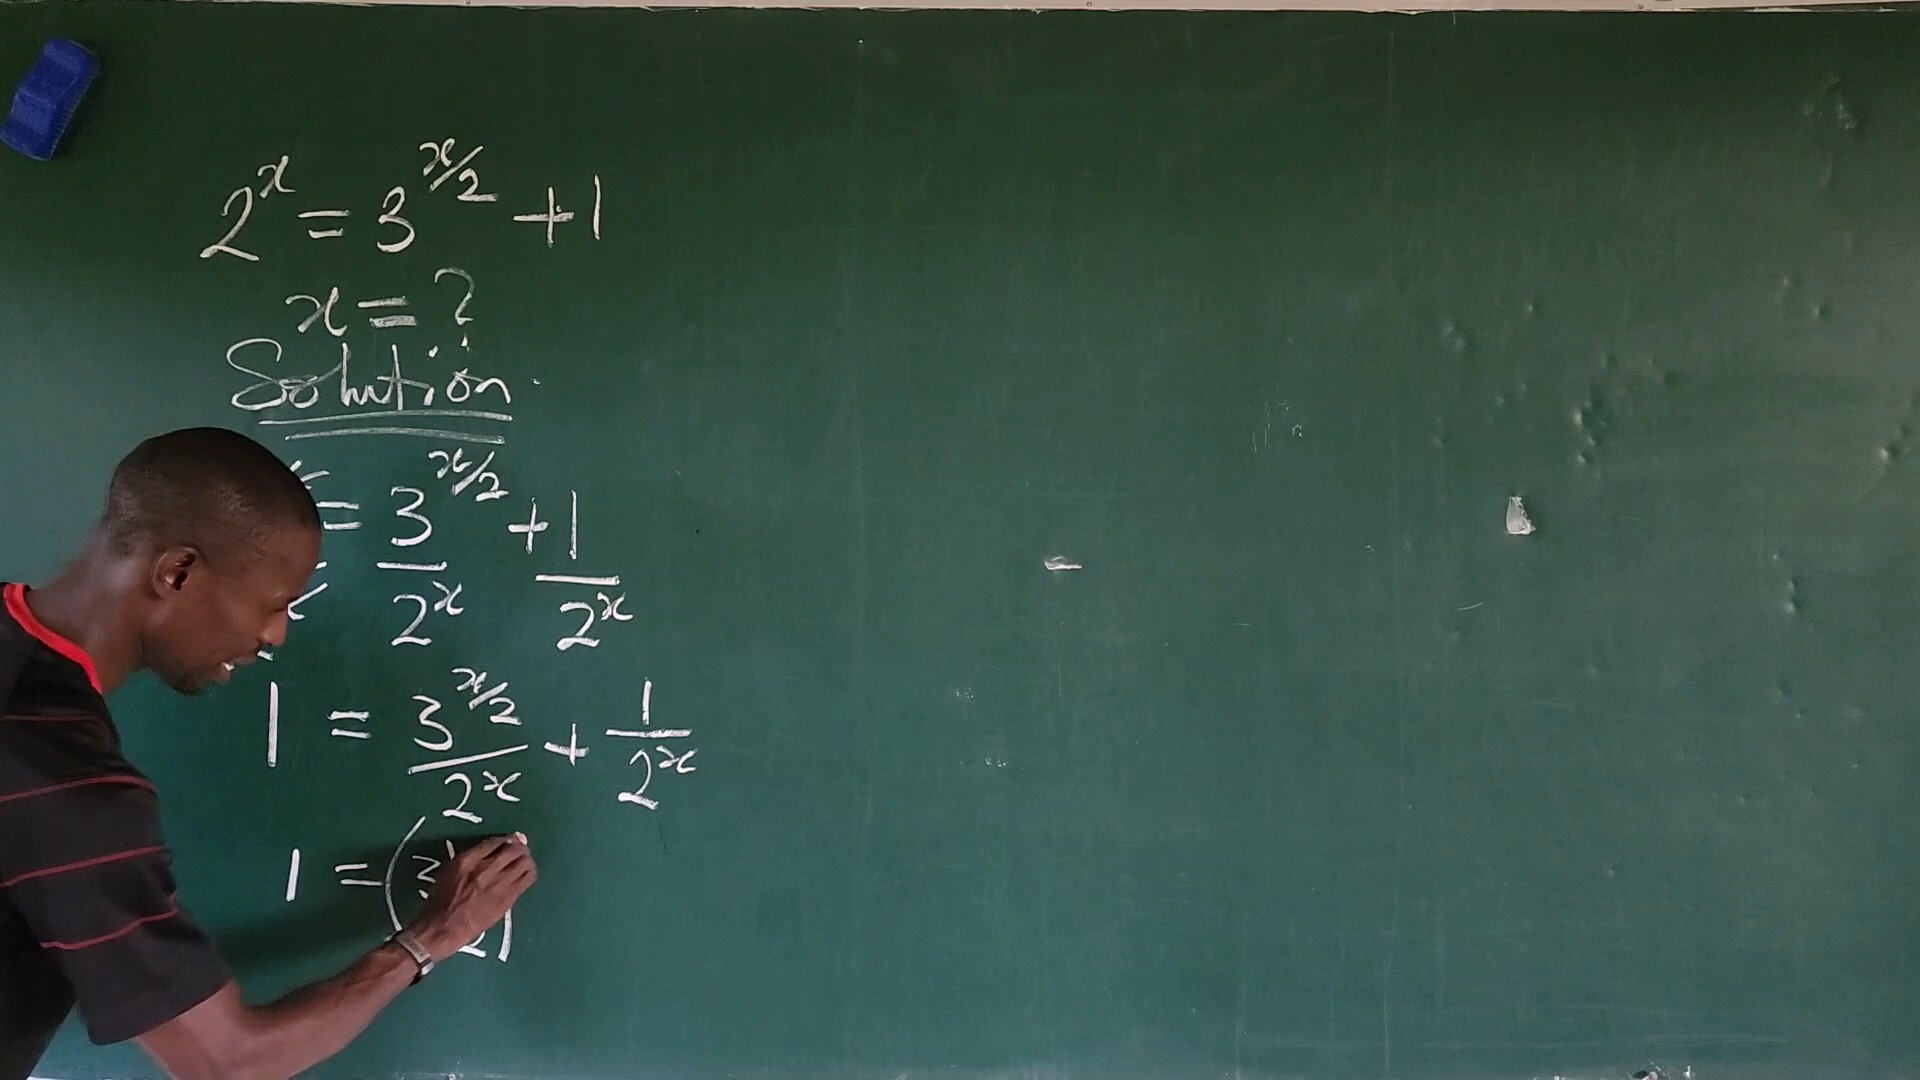 2^x = 3^{x/2} + 1
x = ?
Solution
= 3^{x/2}/2^x + 1/2^x
1 = 3^{x/2}/2^x + 1/2^x
1 = (